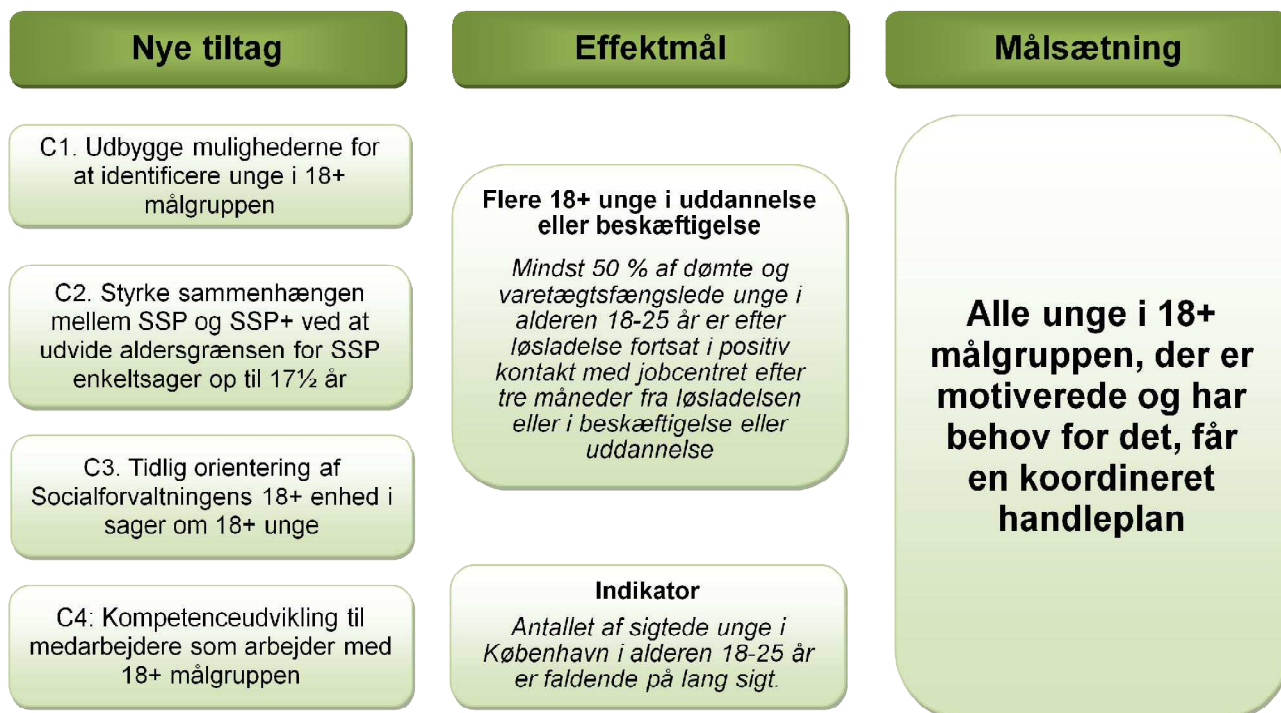 Nye tiltag
C1. Udbygge mulighederne for
at identificere unge i 18+
målgruppen
C2. Styrke sammenhængen
mellem SSP og SSP+ ved at
udvide aldersgrænsen for SSP
enkeltsager op til 17½ år
C3. Tidlig orientering af
Socialforvaltningens 18+ enhed i
sager om 18+ unge
C4: Kompetenceudvikling til
medarbejdere som arbejder med
18+ målgruppen
Effektmål
Flere 18+ unge i uddannelse
eller beskæftigelse
Mindst 50 % af dømte og
varetægtsfængslede unge i
alderen 18-25 år er efter
løsladelse fortsat i positiv
kontakt med jobcentret efter
tre måneder fra løsladelsen
eller i beskæftigelse eller
uddannelse
Indikator
Antallet af sigtede unge i
København i alderen 18-25 år
er faldende på lang sigt.
Målsætning
Alle unge i 18+
målgruppen, der er
motiverede og har
behov for det, får
en koordineret
handleplan